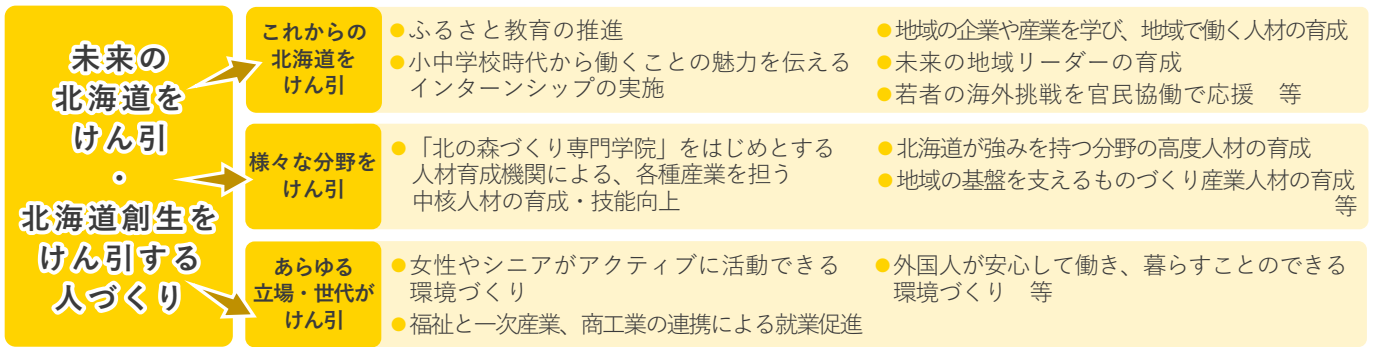 未来の
北海道を
けん引
・
北海道創生を
けん引する
人づくり
これからの
北海道を
けん引
●ふるさと教育の推進
●小中学校時代から働くことの魅力を伝える
インターンシップの実施
●地域の企業や産業を学び、地域で働く人材の育成
●未来の地域リーダーの育成
●若者の海外挑戦を官民協働で応援　等
様々な分野を
けん引
●「北の森づくり専門学院」をはじめとする
人材育成機関による、各種産業を担う
中核人材の育成・技能向上
●北海道が強みを持つ分野の高度人材の育成
●地域の基盤を支えるものづくり産業人材の育成
等
あらゆる
立場・世代が
けん引
●女性やシニアがアクティブに活動できる
環境づくり
●福祉と一次産業、商工業の連携による就業促進
●外国人が安心して働き、暮らすことのできる
環境づくり　等